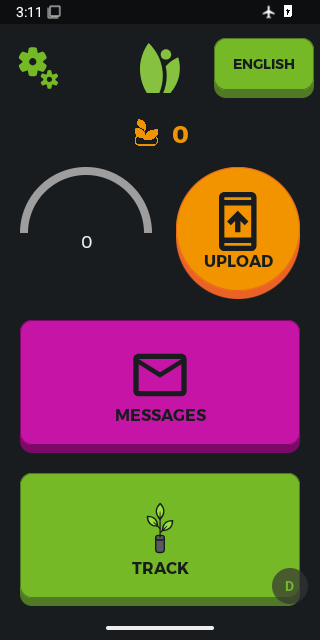 3:11
ENGLISH
0
0
UPLOAD
MESSAGES
TRACK
D